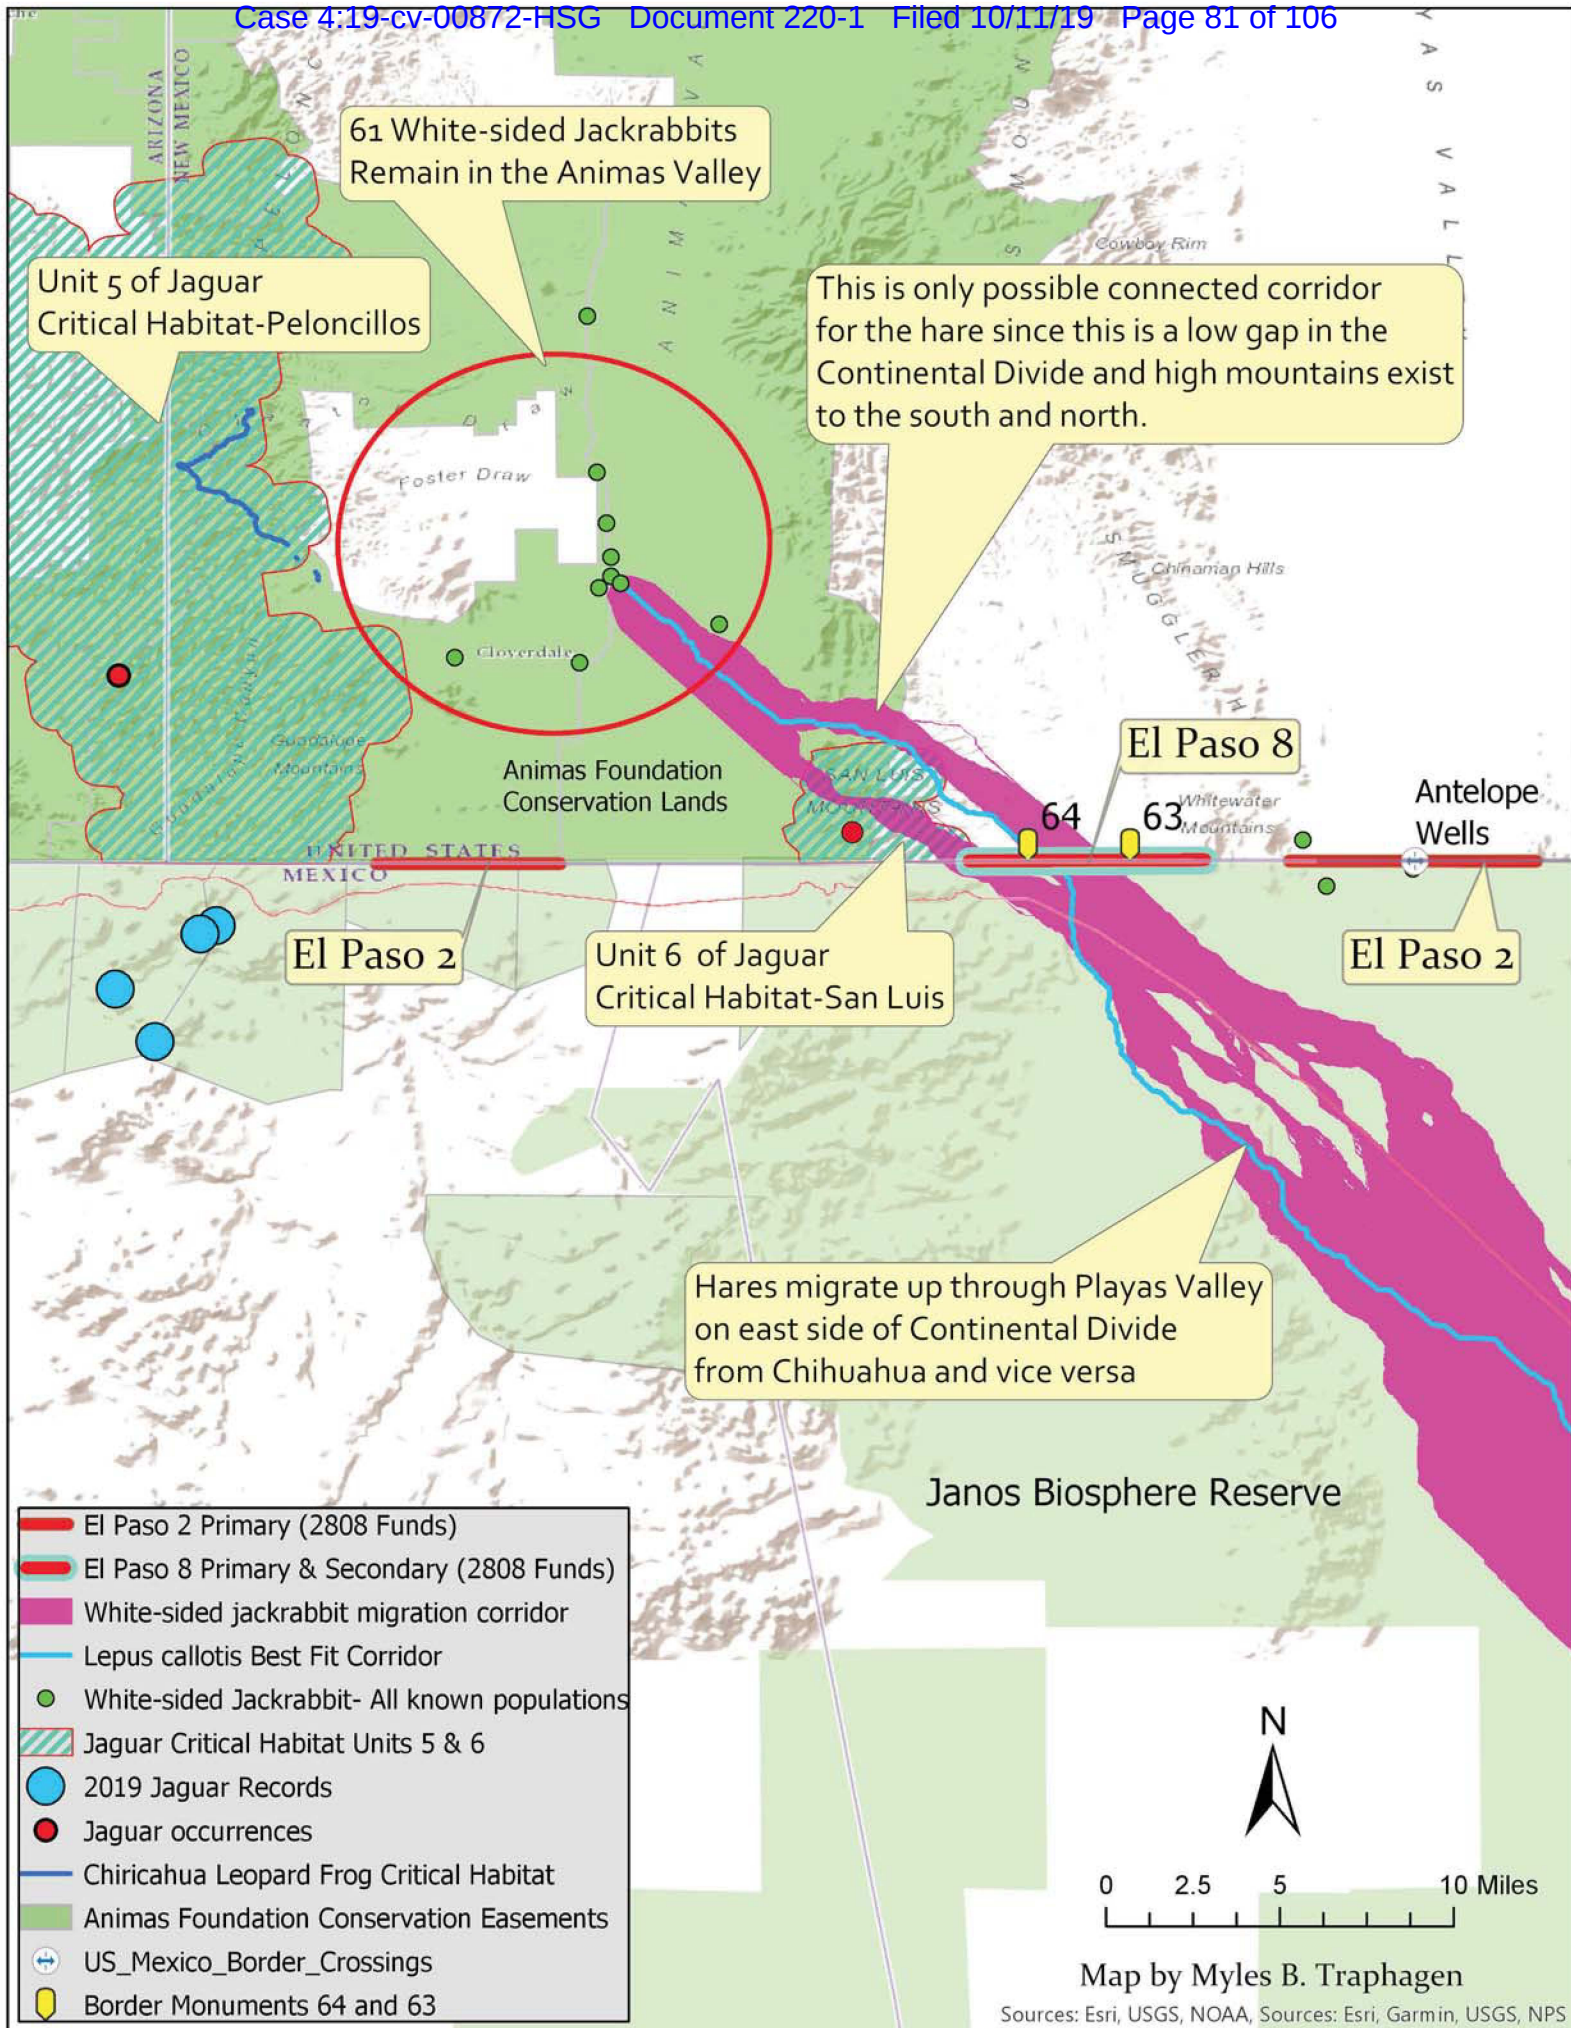 Case 4:19-cv-00872-HSG Document 220-1 Filed 10/11/19 Page 81 of 106
ARIZONA
NEW MEXICO
61 White-sided Jackrabbits
Remain in the Animas Valley
Cowboy Rim
Unit 5 of Jaguar
Critical Habitat-Peloncillos
This is only possible connected corridor
for the hare since this is a low gap in the
Continental Divide and high mountains exist
to the south and north.
Foster Draw
Chinaman Hills
Cloverdale
Guadalupe
Mountains
Guadalupe Canyon
Animas Foundation
Conservation Lands
SAN LUIS
MOUNTAINS
El Paso 8
64
63
Whitewater
Mountains
Antelope
Wells
UNITED STATES
MEXICO
El Paso 2
Unit 6 of Jaguar
Critical Habitat-San Luis
El Paso 2
Hares migrate up through Playas Valley
on east side of Continental Divide
from Chihuahua and vice versa
Janos Biosphere Reserve
El Paso 2 Primary (2808 Funds)
El Paso 8 Primary & Secondary (2808 Funds)
White-sided jackrabbit migration corridor
Lepus callotis Best Fit Corridor
White-sided Jackrabbit- All known populations
Jaguar Critical Habitat Units 5 & 6
2019 Jaguar Records
Jaguar occurrences
Chiricahua Leopard Frog Critical Habitat
Animas Foundation Conservation Easements
US_Mexico_Border_Crossings
Border Monuments 64 and 63
N
0 2.5 5 10 Miles
Map by Myles B. Traphagen
Sources: Esri, USGS, NOAA, Sources: Esri, Garmin, USGS, NPS